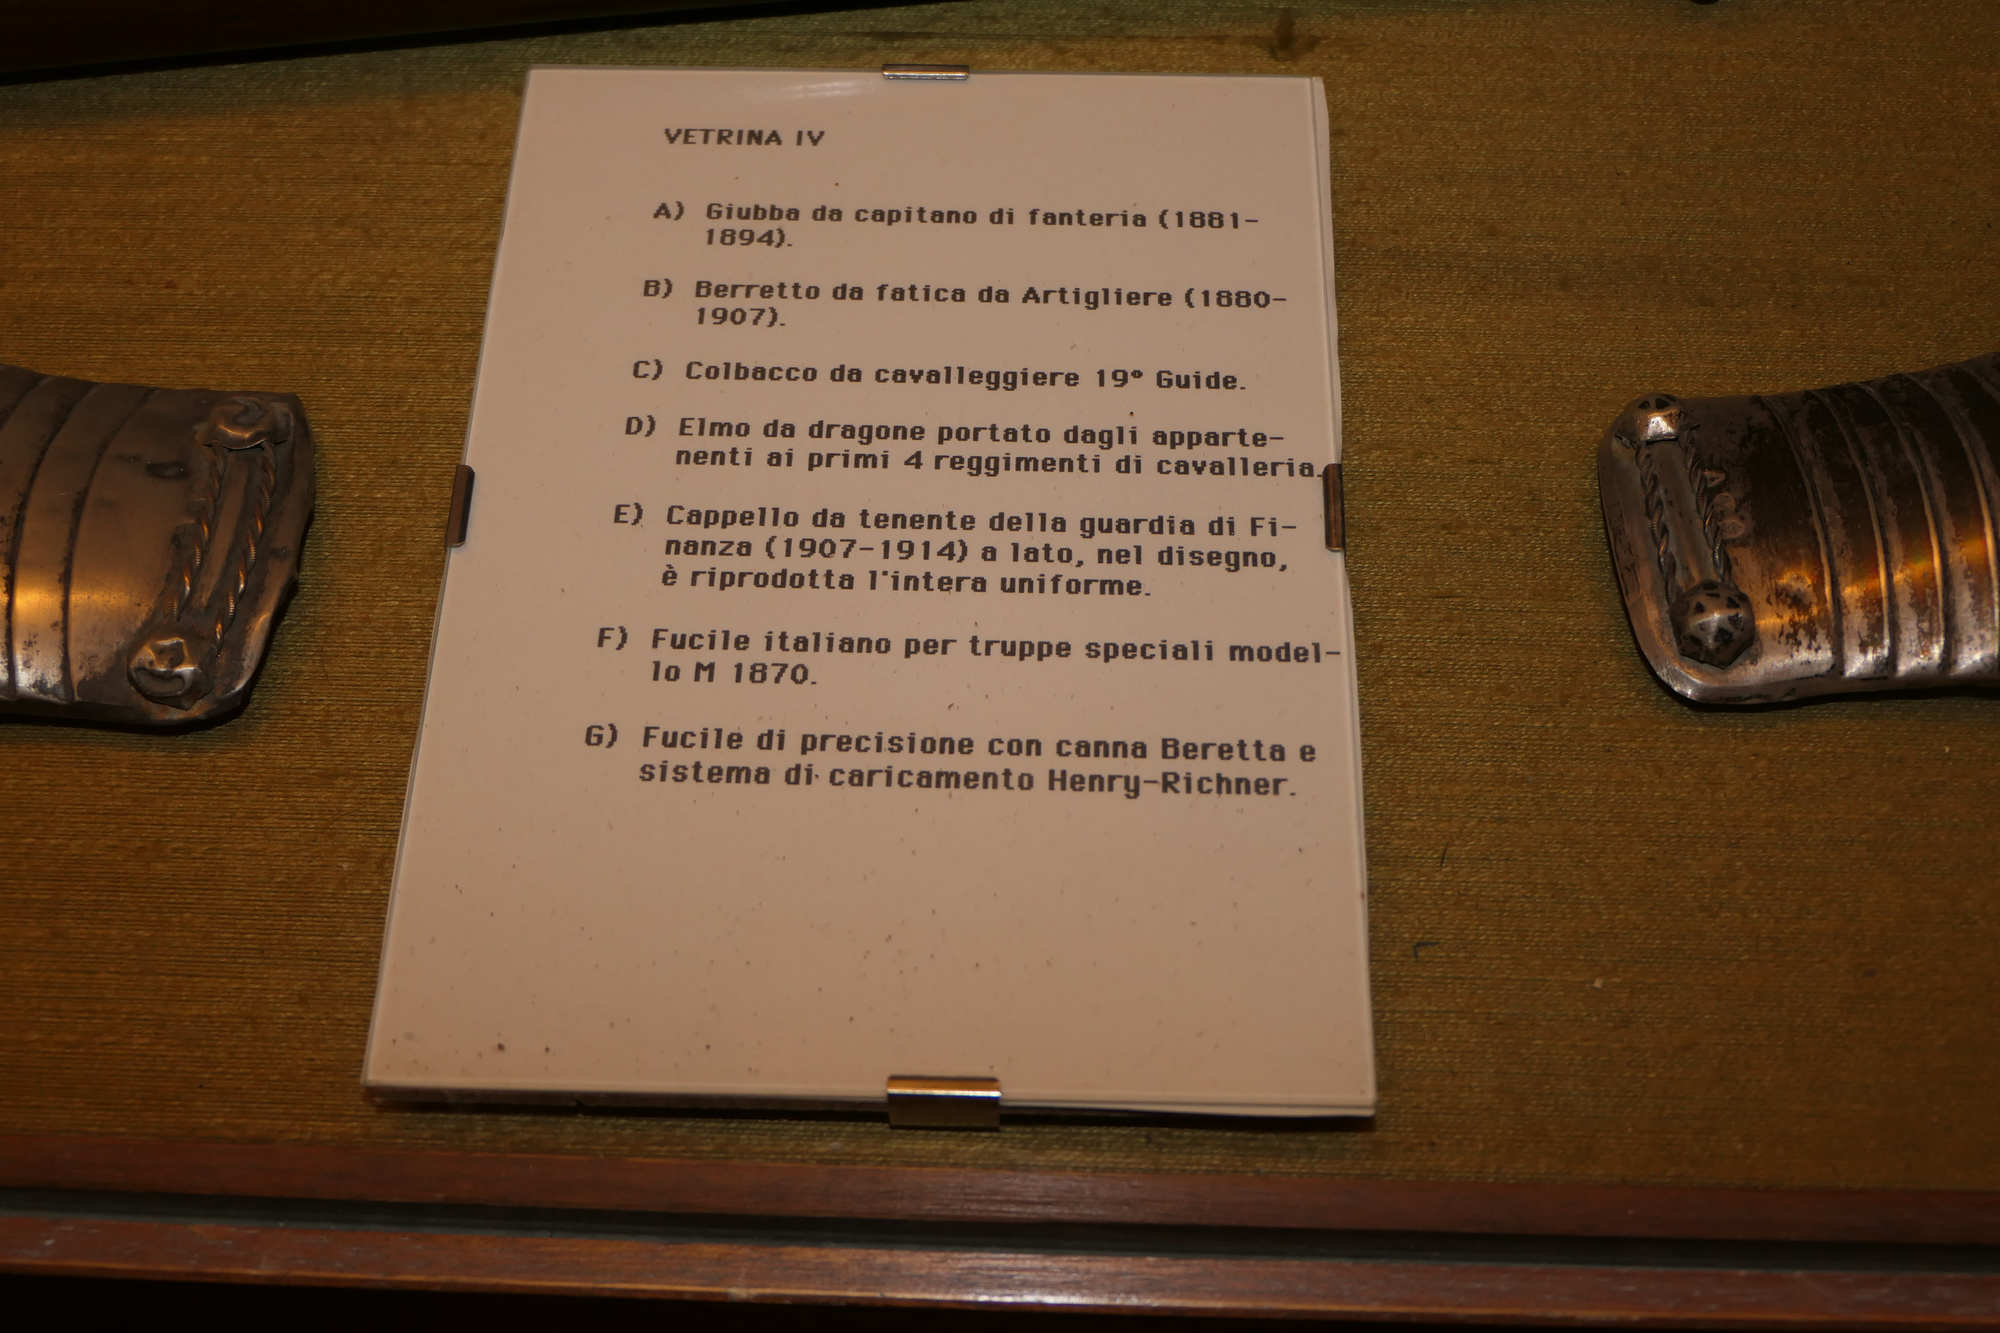 VETRINA IV
A) Giubba da capitano di fanteria (1881-
1894).
B) Berretto da fatica da Artigliere (1880-
1907).
C) Colbacco da cavalleggiere 19° Guide.
D) Elmo da dragone portato dagli apparte-
nenti ai primi 4 reggimenti di cavalleria.
E) Cappello da tenente della guardia di Fi-
nanza (1907-1914) a lato, nel disegno,
è riprodotta l'intera uniforme.
F) Fucile italiano per truppe speciali model-
lo M 1870.
G) Fucile di precisione con canna Beretta e
sistema di caricamento Henry-Richner.